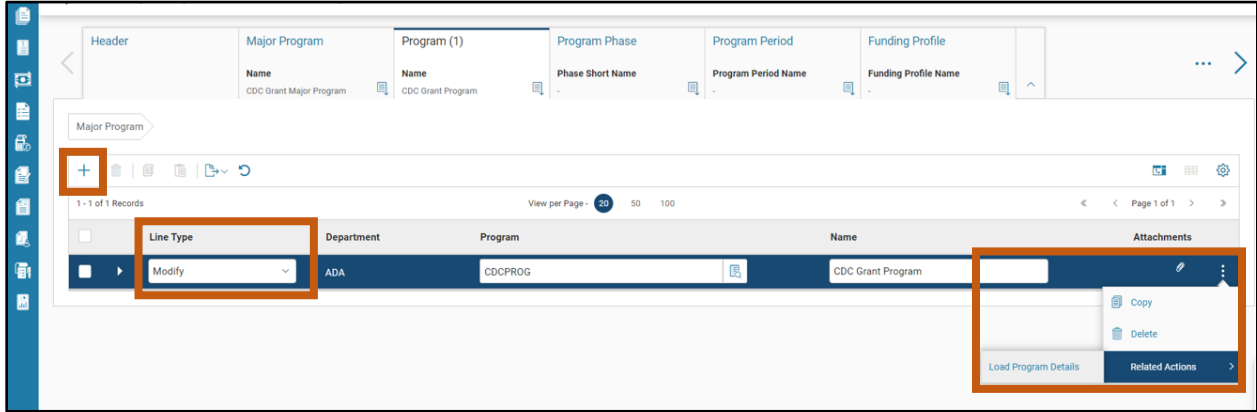 Header
Major Program
Program (1)
Program Phase
Program Period
Funding Profile
Name
Name
Phase Short Name
Program Period Name
Funding Profile Name
...
CDC Grant Major Program
CDC Grant Program
-
-
-
Major Program
1 - 1 of 1 Records
View per Page - 20 50 100
Page 1 of 1
Line Type
Department
Program
Name
Attachments
Modify
ADA
CDCPROG
CDC Grant Program
Copy
Delete
Load Program Details
Related Actions